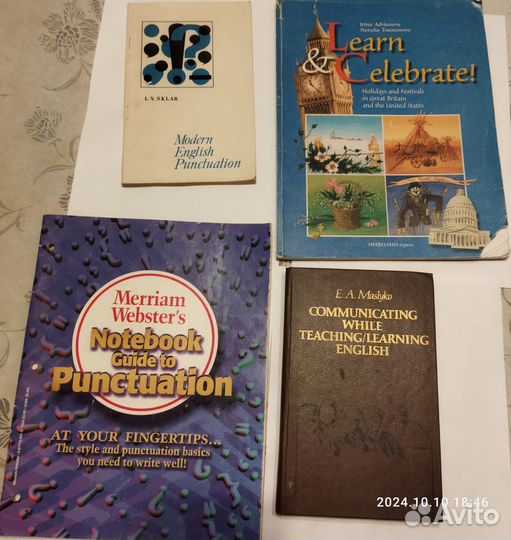 I. N. SKLAR
Modern
English
Punctuation
Irina Adrianova
Natalia Toumanova
Learn
& Celebrate!
Holidays and Festivals
in Great Britain
and the United States
Merriam
Webster's
Notebook
Guide to
Punctuation
AT YOUR FINGERTIPS...
The style and punctuation basics
you need to write well!
E. A. Maslyko
COMMUNICATING
WHILE
TEACHING/LEARNING
ENGLISH
2024.10.10 18:46
Avito